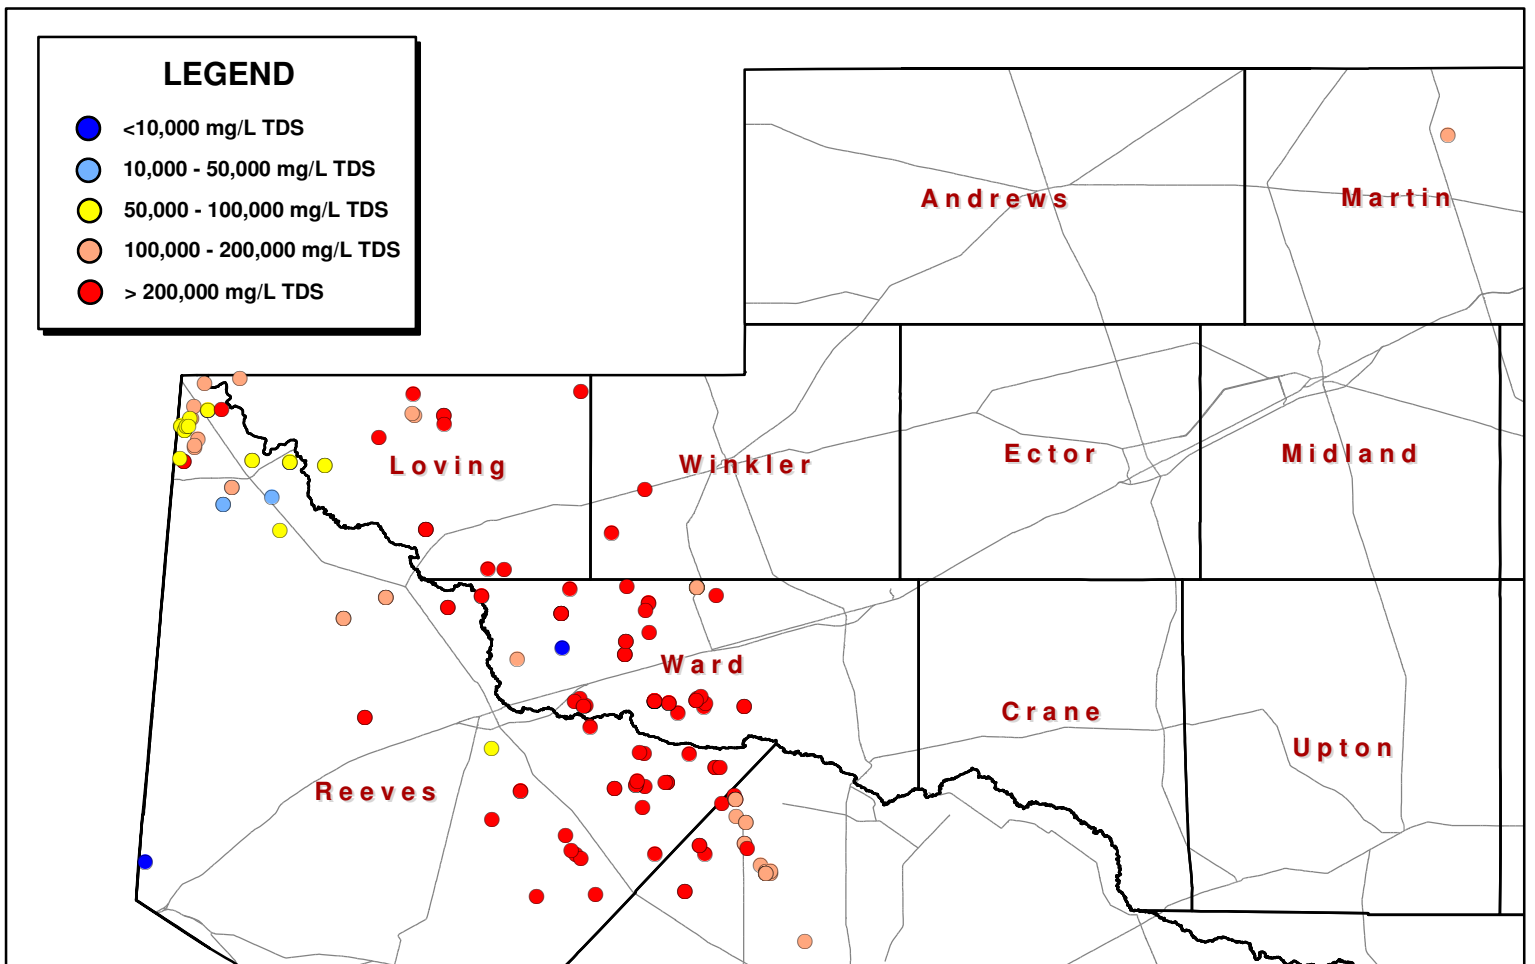 LEGEND
<10,000 mg/L TDS
10,000 - 50,000 mg/L TDS
50,000 - 100,000 mg/L TDS
100,000 - 200,000 mg/L TDS
> 200,000 mg/L TDS
Andrews
Martin
Loving
Winkler
Ector
Midland
Ward
Crane
Upton
Reeves